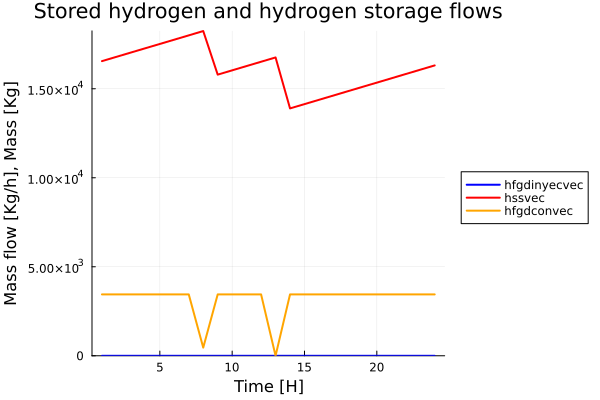 Stored hydrogen and hydrogen storage flows
Mass flow [Kg/h], Mass [Kg]
1.50×10⁴
1.00×10⁴
5.00×10³
0
5 10 15 20
Time [H]
hfgdinyecvec
hssvec
hfgdconvec